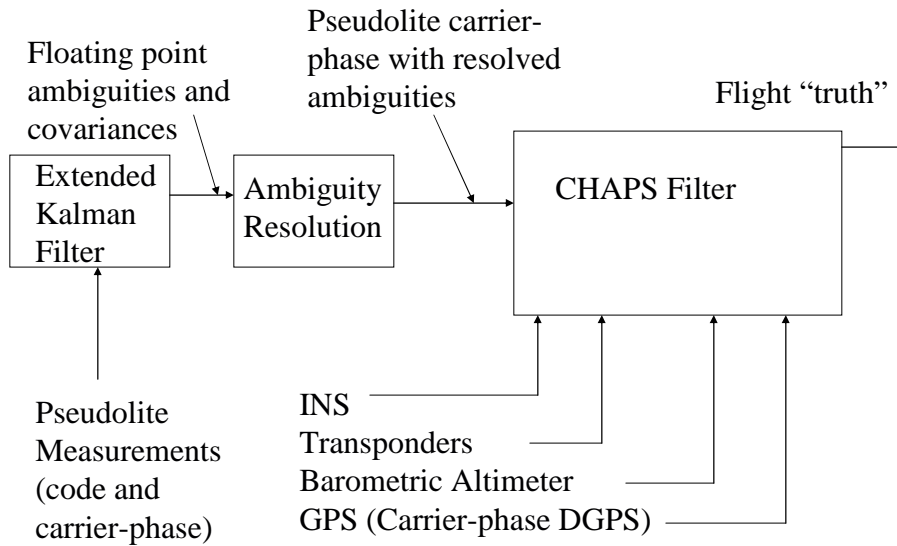 Floating point
ambiguities and
covariances
Pseudolite carrier-
phase with resolved
ambiguities
Flight “truth”
Extended
Kalman
Filter
Ambiguity
Resolution
CHAPS Filter
Pseudolite
Measurements
(code and
carrier-phase)
INS
Transponders
Barometric Altimeter
GPS (Carrier-phase DGPS)